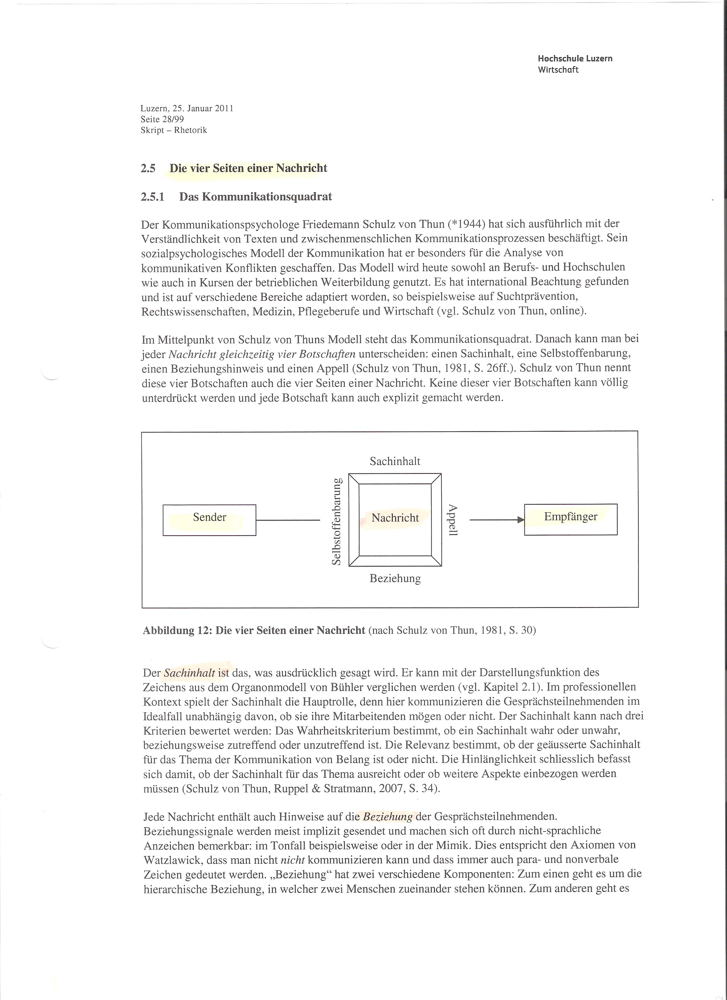 Hochschule Luzern
Wirtschaft
Luzern, 25. Januar 2011
Seite 28/99
Skript – Rhetorik
2.5 Die vier Seiten einer Nachricht
2.5.1 Das Kommunikationsquadrat
Der Kommunikationspsychologe Friedemann Schulz von Thun (*1944) hat sich ausführlich mit der
Verständlichkeit von Texten und zwischenmenschlichen Kommunikationsprozessen beschäftigt. Sein
sozialpsychologisches Modell der Kommunikation hat er besonders für die Analyse von
kommunikativen Konflikten geschaffen. Das Modell wird heute sowohl an Berufs- und Hochschulen
wie auch in Kursen der betrieblichen Weiterbildung genutzt. Es hat international Beachtung gefunden
und ist auf verschiedene Bereiche adaptiert worden, so beispielsweise auf Suchtprävention,
Rechtswissenschaften, Medizin, Pflegeberufe und Wirtschaft (vgl. Schulz von Thun, online).
Im Mittelpunkt von Schulz von Thuns Modell steht das Kommunikationsquadrat. Danach kann man bei
jeder Nachricht gleichzeitig vier Botschaften unterscheiden: einen Sachinhalt, eine Selbstoffenbarung,
einen Beziehungshinweis und einen Appell (Schulz von Thun, 1981, S. 26ff.). Schulz von Thun nennt
diese vier Botschaften auch die vier Seiten einer Nachricht. Keine dieser vier Botschaften kann völlig
unterdrückt werden und jede Botschaft kann auch explizit gemacht werden.
Sachinhalt
Sender
Selbstoffenbarung
Nachricht
Appell
Empfänger
Beziehung
Abbildung 12: Die vier Seiten einer Nachricht (nach Schulz von Thun, 1981, S. 30)
Der Sachinhalt ist das, was ausdrücklich gesagt wird. Er kann mit der Darstellungsfunktion des
Zeichens aus dem Organonmodell von Bühler verglichen werden (vgl. Kapitel 2.1). Im professionellen
Kontext spielt der Sachinhalt die Hauptrolle, denn hier kommunizieren die Gesprächsteilnehmenden im
Idealfall unabhängig davon, ob sie ihre Mitarbeitenden mögen oder nicht. Der Sachinhalt kann nach drei
Kriterien bewertet werden: Das Wahrheitskriterium bestimmt, ob ein Sachinhalt wahr oder unwahr,
beziehungsweise zutreffend oder unzutreffend ist. Die Relevanz bestimmt, ob der geäusserte Sachinhalt
für das Thema der Kommunikation von Belang ist oder nicht. Die Hinlänglichkeit schliesslich befasst
sich damit, ob der Sachinhalt für das Thema ausreicht oder ob weitere Aspekte einbezogen werden
müssen (Schulz von Thun, Ruppel & Stratmann, 2007, S. 34).
Jede Nachricht enthält auch Hinweise auf die Beziehung der Gesprächsteilnehmenden.
Beziehungssignale werden meist implizit gesendet und machen sich oft durch nicht-sprachliche
Anzeichen bemerkbar: im Tonfall beispielsweise oder in der Mimik. Dies entspricht den Axiomen von
Watzlawick, dass man nicht nicht kommunizieren kann und dass immer auch para- und nonverbale
Zeichen gedeutet werden. „Beziehung“ hat zwei verschiedene Komponenten: Zum einen geht es um die
hierarchische Beziehung, in welcher zwei Menschen zueinander stehen können. Zum anderen geht es